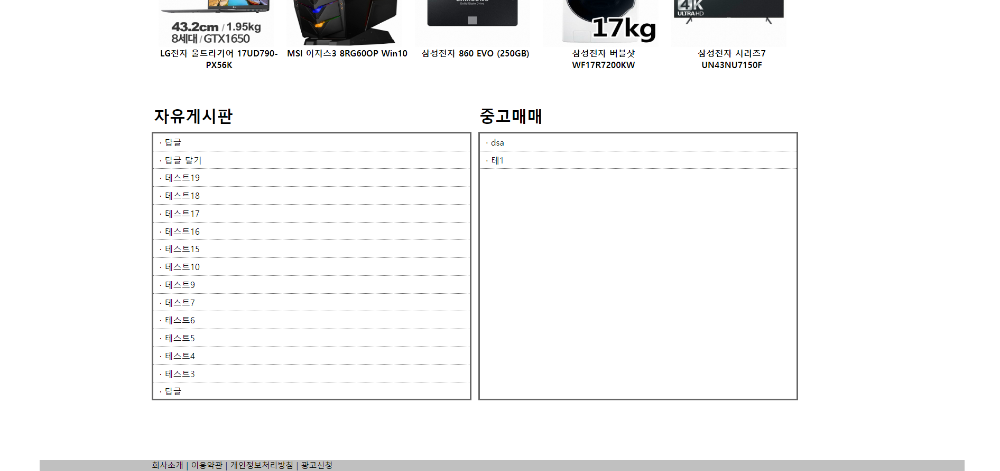 SAMSUNG
Solid State Drive
4K
ULTRA HD
43.2cm / 1.95kg
8세대 / GTX1650
17kg
LG전자 울트라기어 17UD790-
PX56K
MSI 이지스3 8RG60OP Win10
삼성전자 860 EVO (250GB)
삼성전자 버블샷
WF17R7200KW
삼성전자 시리즈7
UN43NU7150F
자유게시판
· 답글
· 답글 달기
· 테스트19
· 테스트18
· 테스트17
· 테스트16
· 테스트15
· 테스트10
· 테스트9
· 테스트7
· 테스트6
· 테스트5
· 테스트4
· 테스트3
· 답글
중고매매
· dsa
· 테1
회사소개 | 이용약관 | 개인정보처리방침 | 광고신청